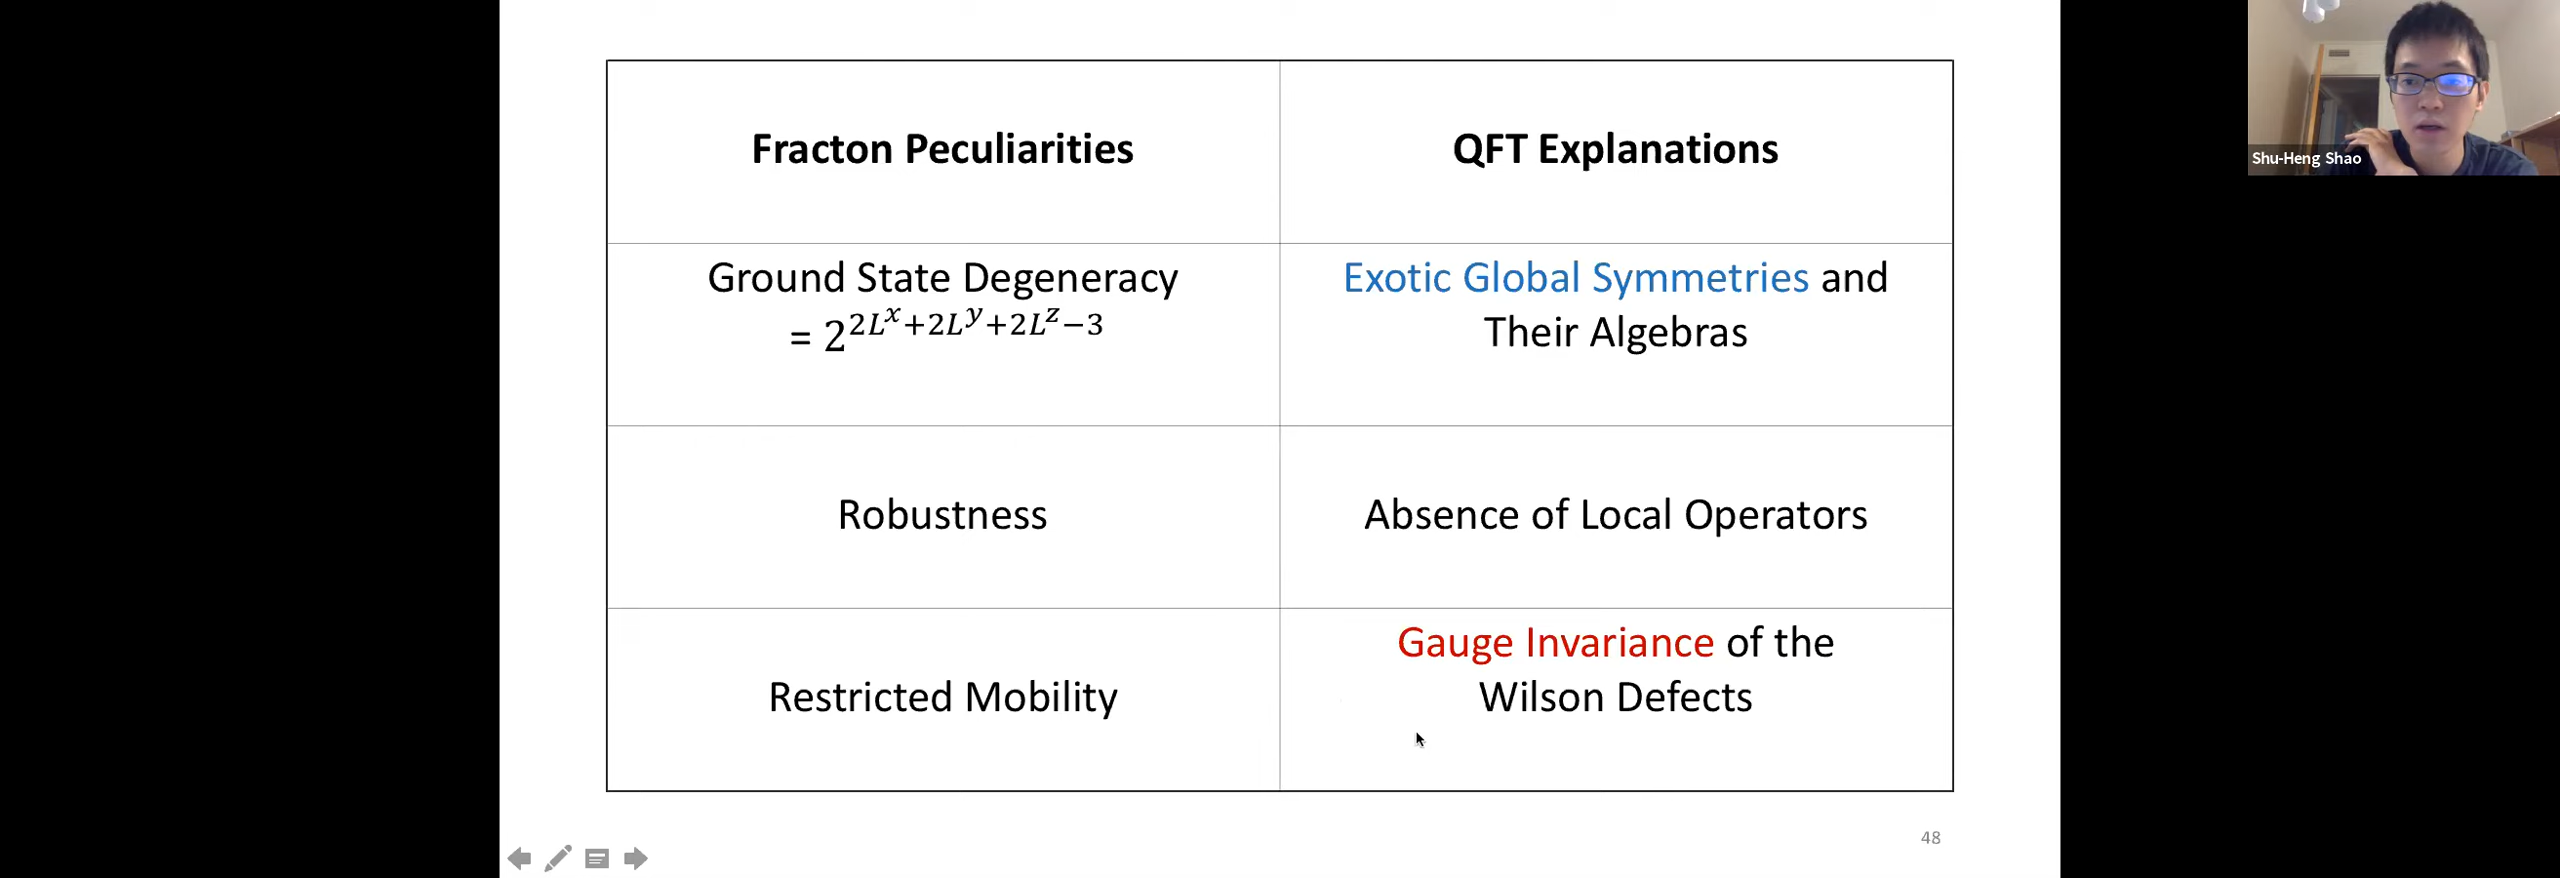 Fracton Peculiarities
QFT Explanations
Ground State Degeneracy
= 2^{2L^x+2L^y+2L^z−3}
Exotic Global Symmetries and
Their Algebras
Robustness
Absence of Local Operators
Restricted Mobility
Gauge Invariance of the
Wilson Defects
48
Shu-Heng Shao